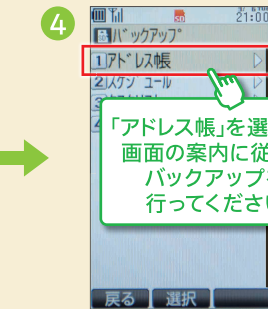 4
SD
21:00
バックアップ
1 アドレス帳
2 スケジュール
3
「アドレス帳」を選
画面の案内に従
バックアップを
行ってください
戻る 選択